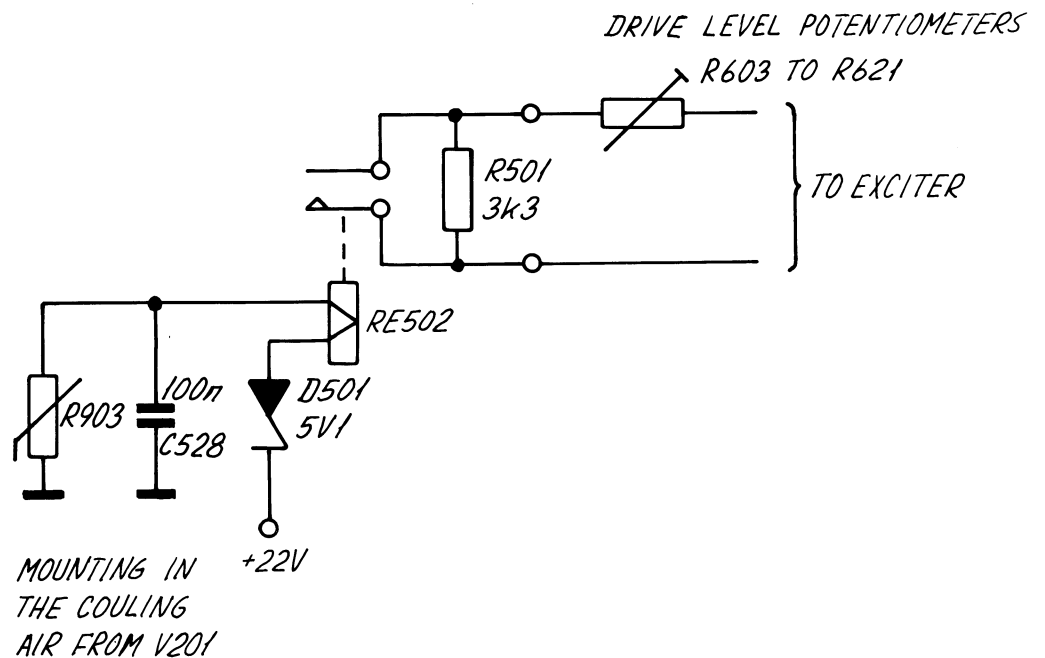 DRIVE LEVEL POTENTIOMETERS
R603 TO R621
R501
3k3
TO EXCITER
RE502
100n
C528
R903
D501
5V1
+22V
MOUNTING IN
THE COULING
AIR FROM V201